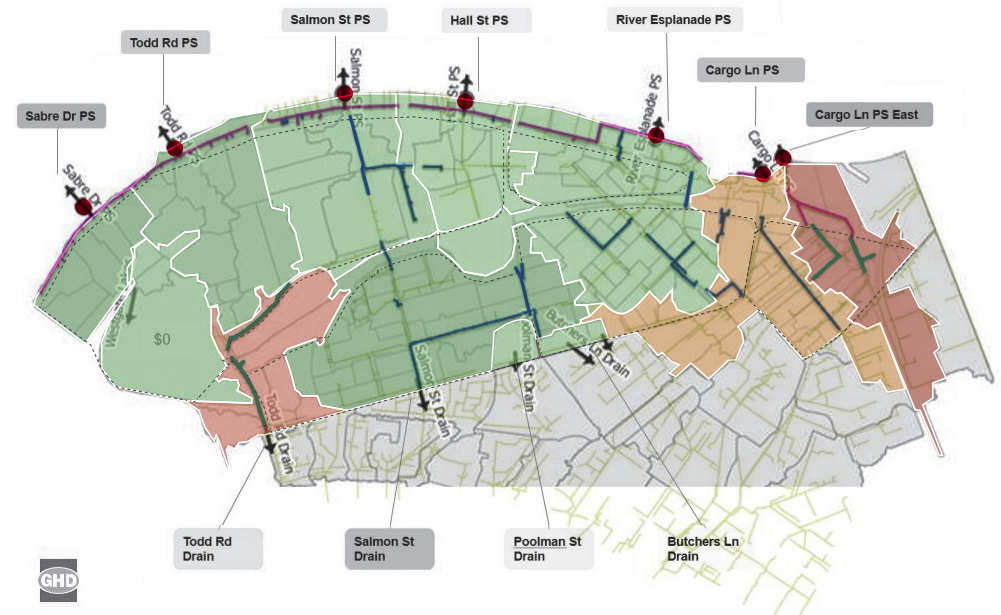 Salmon St PS
Hall St PS
River Esplanade PS
Todd Rd PS
Cargo Ln PS
Sabre Dr PS
Cargo Ln PS East
Salmon St PS
St PS
River Esplanade PS
Todd Rd
Cargo
Sabre Dr PS
$0
Butchers Ln Drain
Salmon St Drain
Poolman St Drain
Todd Rd Drain
Todd Rd
Drain
Salmon St
Drain
Poolman St
Drain
Butchers Ln
Drain
GHD